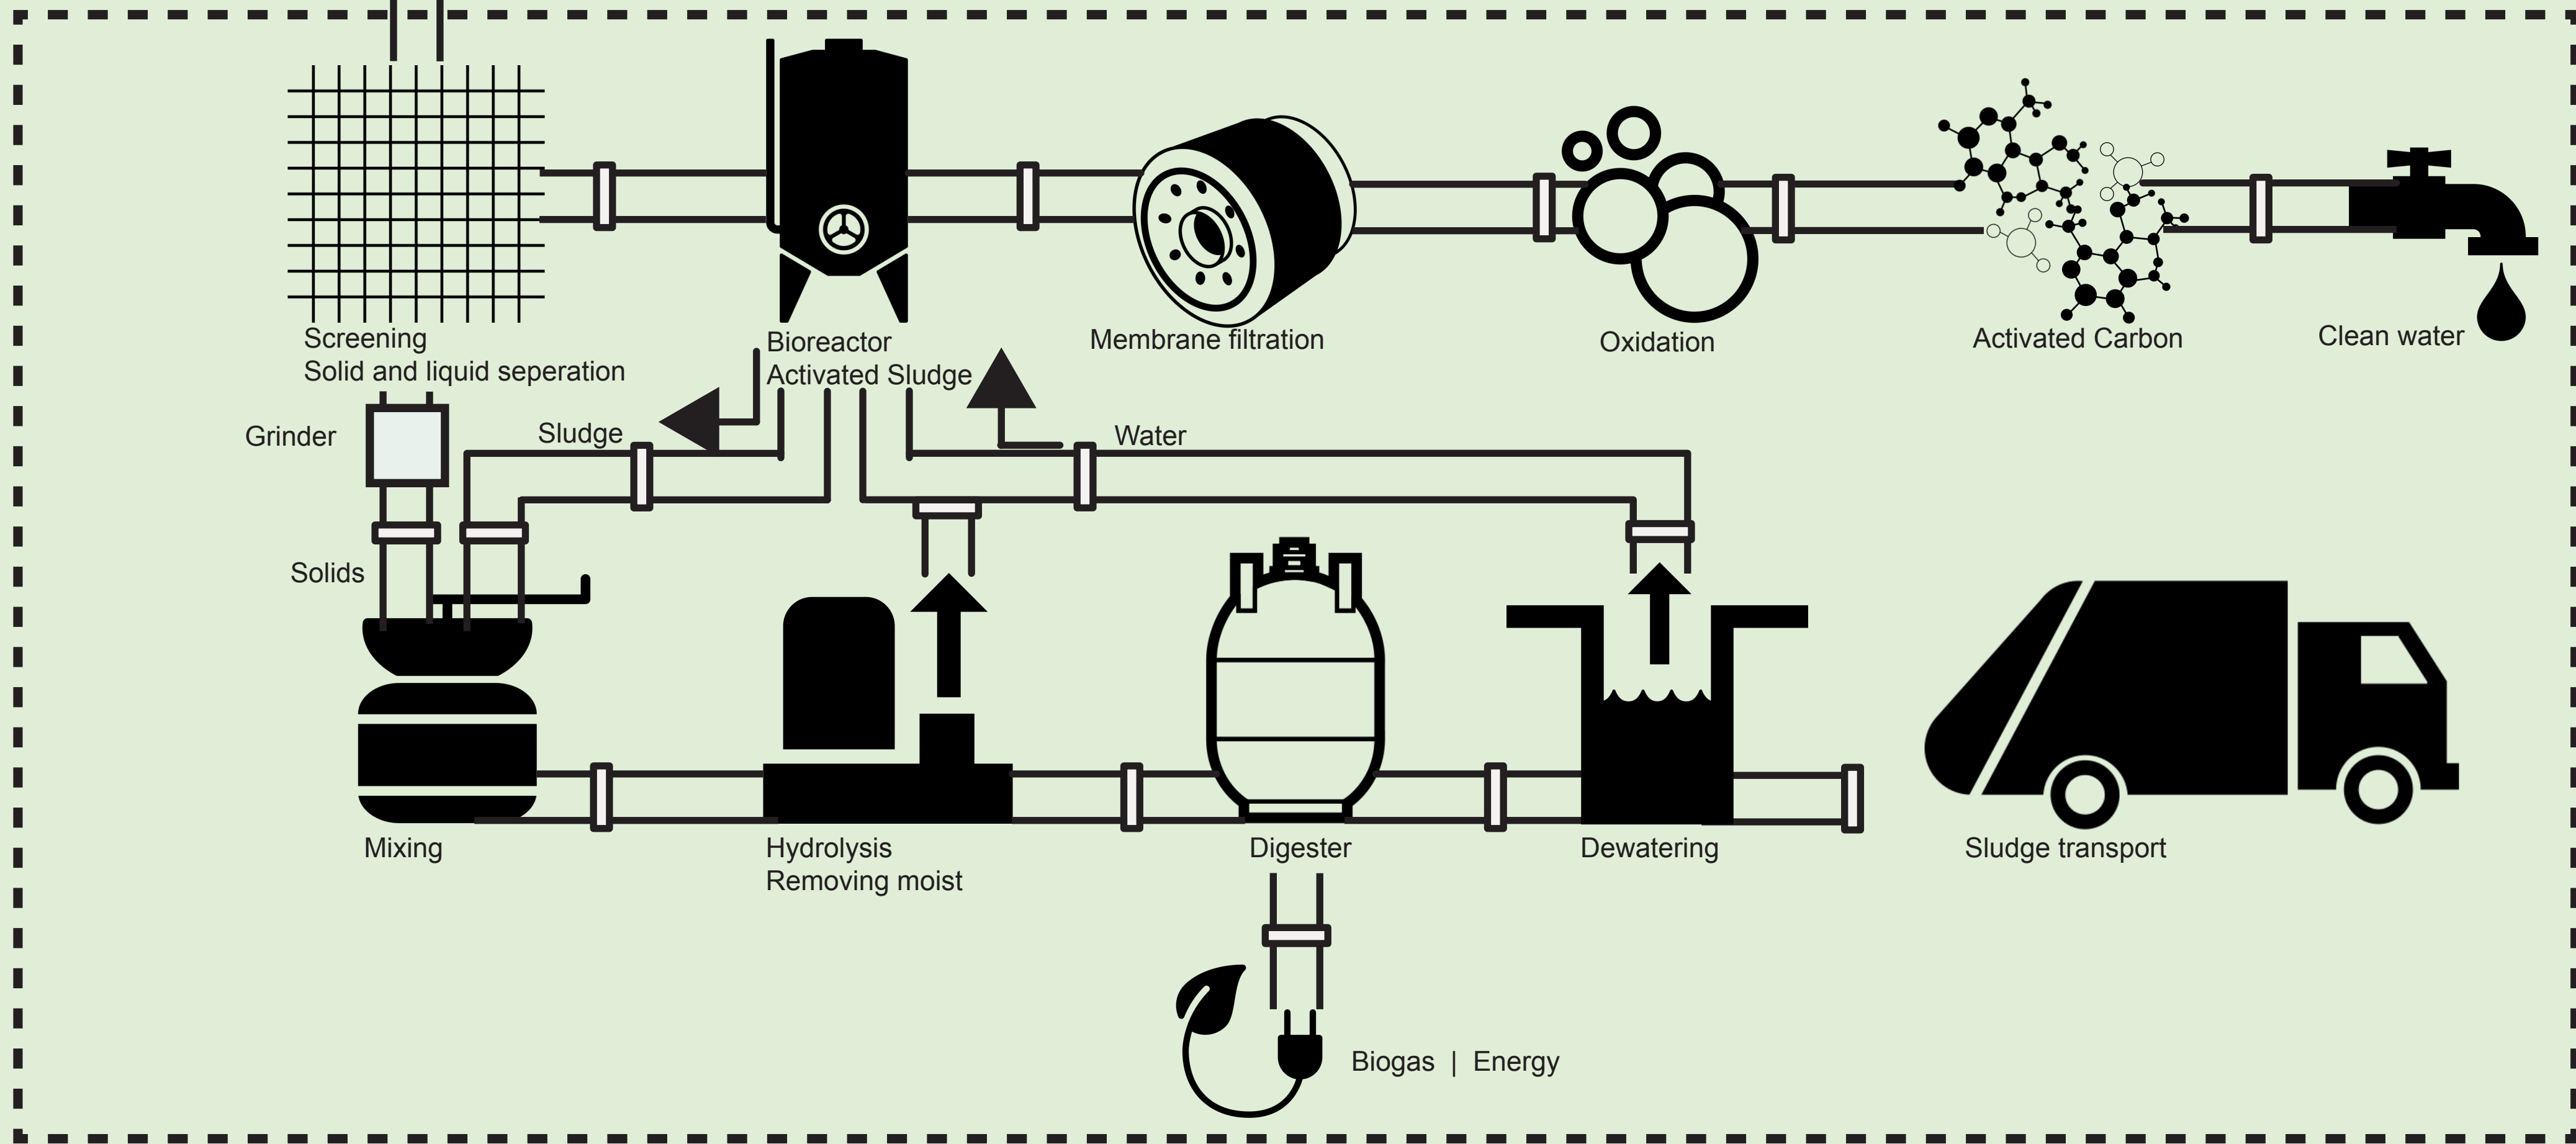 Screening
Solid and liquid seperation
Bioreactor
Activated Sludge
Membrane filtration
Oxidation
Activated Carbon
Clean water
Grinder
Sludge
Water
Solids
Mixing
Hydrolysis
Removing moist
Digester
Dewatering
Sludge transport
Biogas | Energy